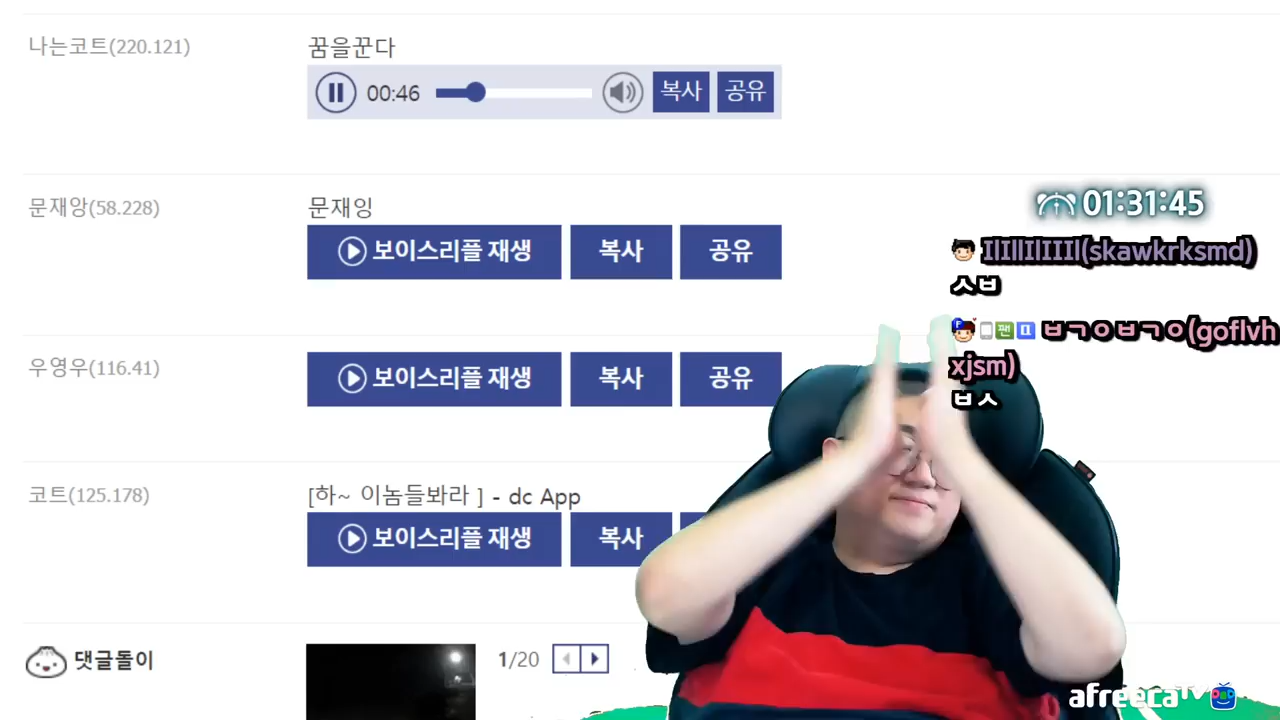 나는코트(220.121)
꿈을꾼다
00:46
복사
공유
문재앙(58.228)
문재잉
보이스리플 재생
복사
공유
우영우(116.41)
보이스리플 재생
복사
공유
코트(125.178)
[하~ 이놈들봐라 ] - dc App
보이스리플 재생
복사
댓글돌이
1/20
01:31:45
ㅅㅂ
팬
ㅂㄱㅇㅂㄱㅇ(goflvh
xjsm)
ㅂㅅ
afreecaTV